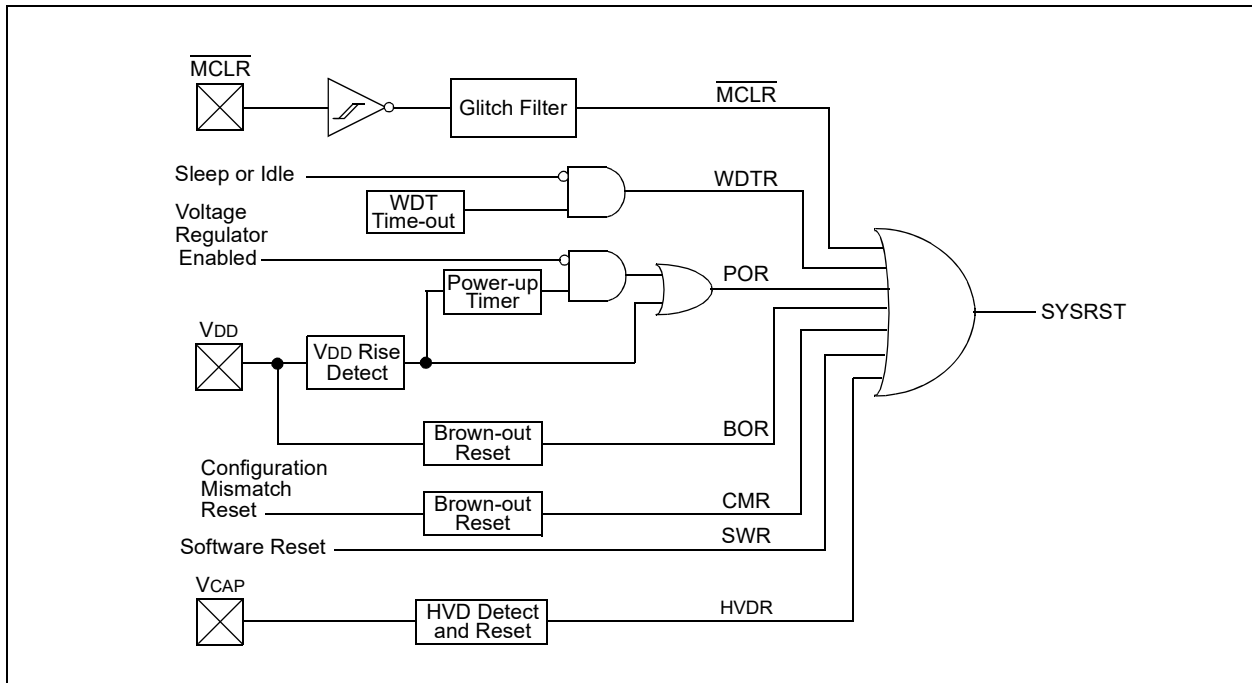 MCLR
Glitch Filter
MCLR
Sleep or Idle
WDTR
WDT
Time-out
Voltage
Regulator
Enabled
Power-up
Timer
POR
SYSRST
VDD
VDD Rise
Detect
Brown-out
Reset
BOR
Configuration
Mismatch
Reset
Brown-out
Reset
CMR
Software Reset
SWR
VCAP
HVD Detect
and Reset
HVDR